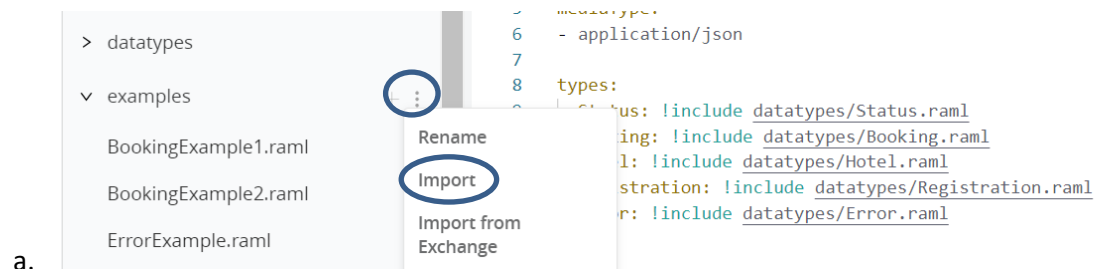 mediaType:
> datatypes
6 - application/json
7
v examples
8 types:
us: !include datatypes/Status.raml
Rename
ing: !include datatypes/Booking.raml
BookingExample1.raml
l: !include datatypes/Hotel.raml
Import
stration: !include datatypes/Registration.raml
BookingExample2.raml
r: !include datatypes/Error.raml
Import from
Exchange
ErrorExample.raml
a.